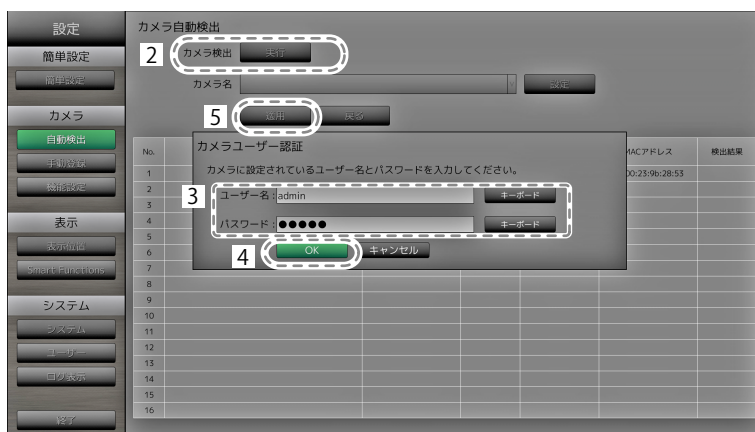 設定
簡単設定
簡単設定
カメラ
自動検出
手動登録
機能設定
表示
表示位置
Smart Functions
システム
システム
ユーザー
ログ表示
終了
カメラ自動検出
2 カメラ検出 実行
カメラ名 設定
5 適用 戻る
No. MACアドレス 検出結果
カメラユーザー認証
カメラに設定されているユーザー名とパスワードを入力してください。
3 ユーザー名 : admin キーボード
パスワード : ●●●●● キーボード
4 OK キャンセル
1 00:23:9b:28:53
2
3
4
5
6
7
8
9
10
11
12
13
14
15
16